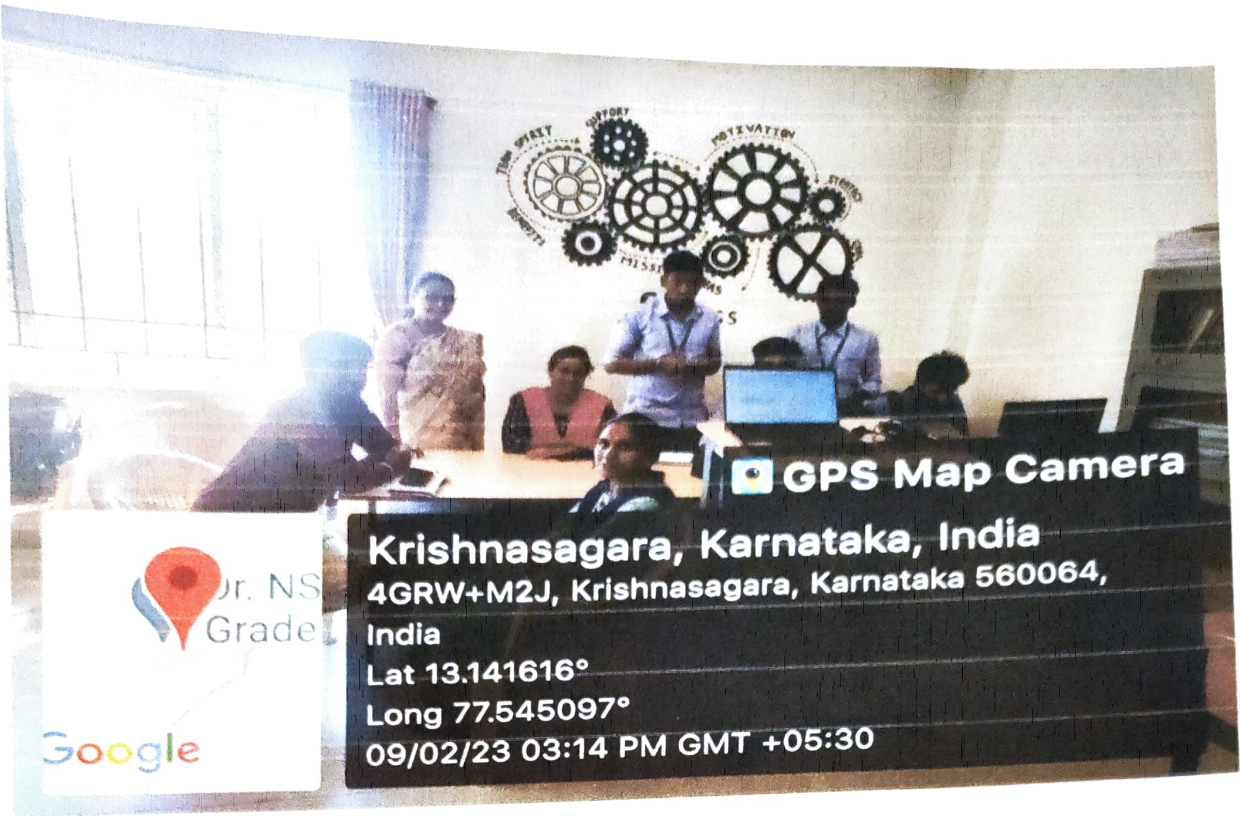 SUPPORT
TEAM SPIRIT
MOTIVATION
STRATEGY
BENEFITS
GPS Map Camera
Krishnasagara, Karnataka, India
4GRW+M2J, Krishnasagara, Karnataka 560064,
India
Lat 13.141616°
Long 77.545097°
09/02/23 03:14 PM GMT +05:30
Dr. NS
Grade
Google